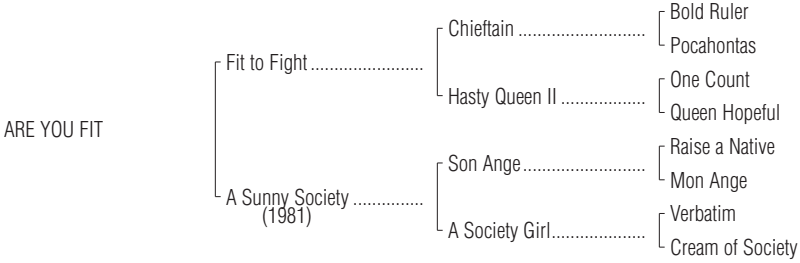 Bold Ruler
Chieftain ...........................
Pocahontas
Fit to Fight ........................
One Count
Hasty Queen II ..................
Queen Hopeful
ARE YOU FIT
Raise a Native
Son Ange..........................
Mon Ange
A Sunny Society ...............
(1981)
Verbatim
A Society Girl....................
Cream of Society